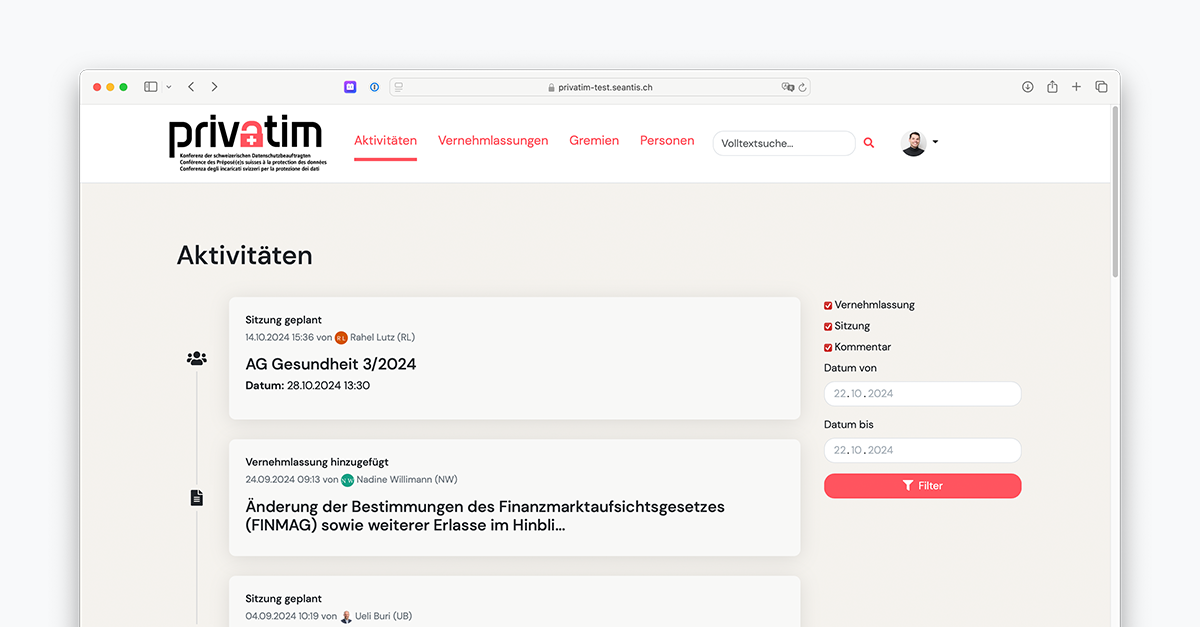 privatim-test.seantis.ch
privatim
Konferenz der schweizerischen Datenschutzbeauftragten
Conférence des Préposé(e)s suisses à la protection des données
Conferenza degli incaricati svizzeri per la protezione dei dati
Aktivitäten
Vernehmlassungen
Gremien
Personen
Volltextsuche...
Aktivitäten
Sitzung geplant
14.10.2024 15:36 von RL Rahel Lutz (RL)
AG Gesundheit 3/2024
Datum: 28.10.2024 13:30
Vernehmlassung hinzugefügt
24.09.2024 09:13 von NW Nadine Willimann (NW)
Änderung der Bestimmungen des Finanzmarktaufsichtsgesetzes
(FINMAG) sowie weiterer Erlasse im Hinbli...
Sitzung geplant
04.09.2024 10:19 von Ueli Buri (UB)
Vernehmlassung
Sitzung
Kommentar
Datum von
22.10.2024
Datum bis
22.10.2024
Filter